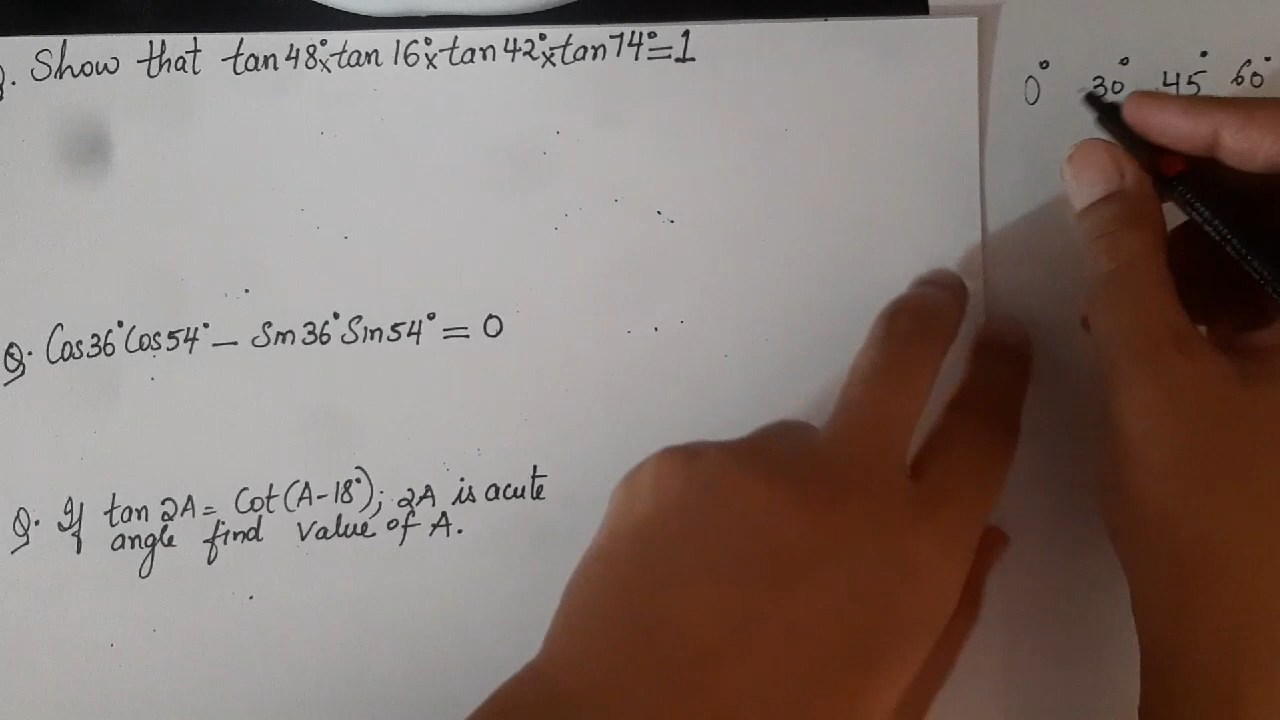 Q. Show that tan 48° × tan 16° × tan 42° × tan 74° = 1
0° 30° 45° 60°
Q. Cos 36° Cos 54° – Sin 36° Sin 54° = 0
Q. If tan 2A = Cot (A - 18°); 2A is acute
angle find value of A.